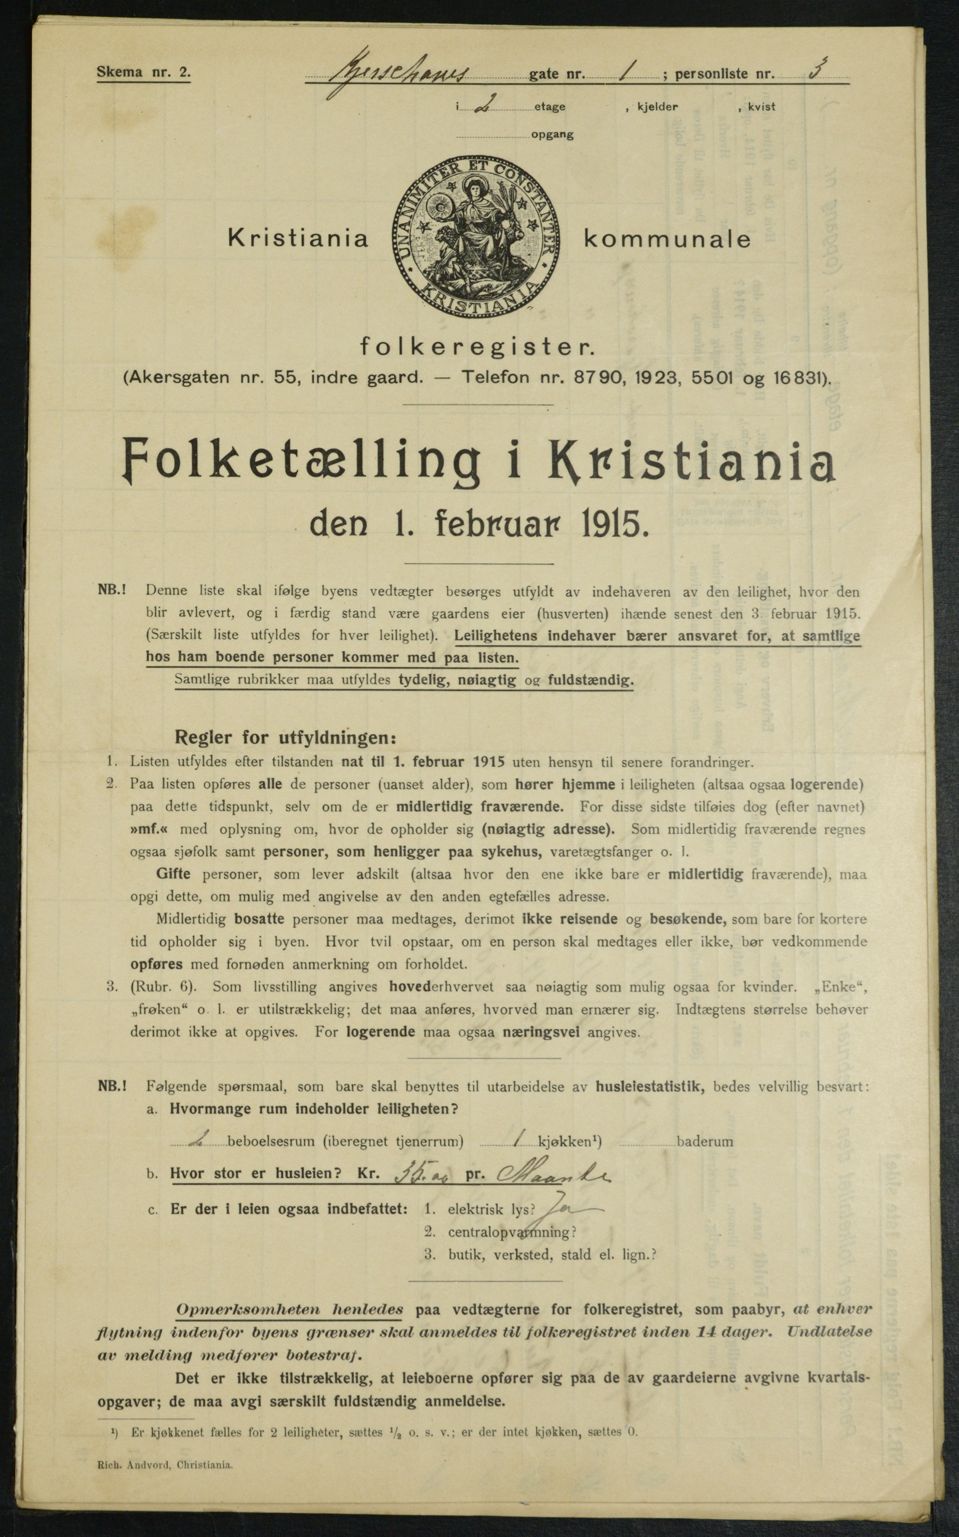 Skema nr. 2. Kjerschows gate nr. 1 ; personliste nr. 3
i 2 etage , kjelder , kvist
opgang
UNANIMITER ET CONSTANTER
KRISTIANIA
Kristiania kommunale
folkeregister.
(Akersgaten nr. 55, indre gaard. — Telefon nr. 8790, 1923, 5501 og 16831).
Folketælling i Kristiania
den 1. februar 1915.
NB.! Denne liste skal ifølge byens vedtægter besørges utfyldt av indehaveren av den leilighet, hvor den
blir avlevert, og i færdig stand være gaardens eier (husverten) ihænde senest den 3. februar 1915.
(Særskilt liste utfyldes for hver leilighet). Leilighetens indehaver bærer ansvaret for, at samtlige
hos ham boende personer kommer med paa listen.
Samtlige rubrikker maa utfyldes tydelig, nøiagtig og fuldstændig.
Regler for utfyldningen:
1. Listen utfyldes efter tilstanden nat til 1. februar 1915 uten hensyn til senere forandringer.
2. Paa listen opføres alle de personer (uanset alder), som hører hjemme i leiligheten (altsaa ogsaa logerende)
paa dette tidspunkt, selv om de er midlertidig fraværende. For disse sidste tilføies dog (efter navnet)
»mf.« med oplysning om, hvor de opholder sig (nøiagtig adresse). Som midlertidig fraværende regnes
ogsaa sjøfolk samt personer, som henligger paa sykehus, varetægtsfanger o. l.
Gifte personer, som lever adskilt (altsaa hvor den ene ikke bare er midlertidig fraværende), maa
opgi dette, om mulig med angivelse av den anden egtefælles adresse.
Midlertidig bosatte personer maa medtages, derimot ikke reisende og besøkende, som bare for kortere
tid opholder sig i byen. Hvor tvil opstaar, om en person skal medtages eller ikke, bør vedkommende
opføres med fornøden anmerkning om forholdet.
3. (Rubr. 6). Som livsstilling angives hovederhvervet saa nøiagtig som mulig ogsaa for kvinder. „Enke“,
„frøken“ o. l. er utilstrækkelig; det maa anføres, hvorved man ernærer sig. Indtægtens størrelse behøver
derimot ikke at opgives. For logerende maa ogsaa næringsvei angives.
NB.! Følgende spørsmaal, som bare skal benyttes til utarbeidelse av husleiestatistik, bedes velvillig besvart:
a. Hvormange rum indeholder leiligheten?
2 beboelsesrum (iberegnet tjenerrum) 1 kjøkken¹) baderum
b. Hvor stor er husleien? Kr. 35.00 pr. Maaned
c. Er der i leien ogsaa indbefattet: 1. elektrisk lys? Ja
2. centralopvarmning?
3. butik, verksted, stald el. lign.?
Opmerksomheten henledes paa vedtægterne for folkeregistret, som paabyr, at enhver
flytning indenfor byens grænser skal anmeldes til folkeregistret inden 14 dager. Undlatelse
av melding medfører bøtestraf.
Det er ikke tilstrækkelig, at leieboerne opfører sig paa de av gaardeierne avgivne kvartals-
opgaver; de maa avgi særskilt fuldstændig anmeldelse.
¹) Er kjøkkenet fælles for 2 leiligheter, sættes ½ o. s. v.; er der intet kjøkken, sættes 0.
Rich. Andvord, Christiania.